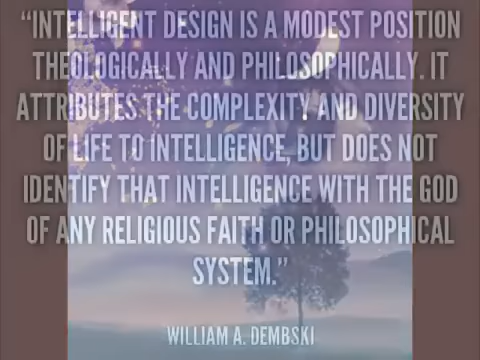 “INTELLIGENT DESIGN IS A MODEST POSITION
THEOLOGICALLY AND PHILOSOPHICALLY. IT
ATTRIBUTES THE COMPLEXITY AND DIVERSITY
OF LIFE TO INTELLIGENCE, BUT DOES NOT
IDENTIFY THAT INTELLIGENCE WITH THE GOD
OF ANY RELIGIOUS FAITH OR PHILOSOPHICAL
SYSTEM.”
WILLIAM A. DEMBSKI